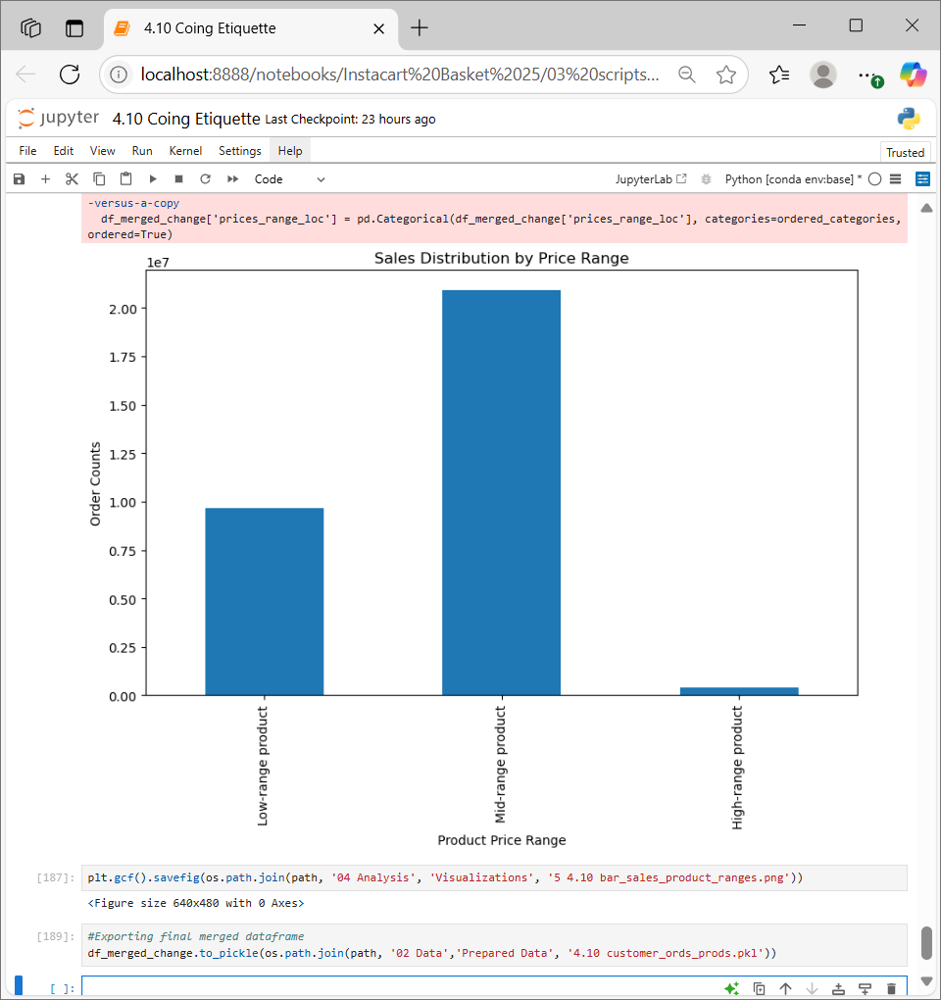 4.10 Coing Etiquette
localhost:8888/notebooks/Instacart%20Basket%2025/03%20scripts...
jupyter 4.10 Coing Etiquette Last Checkpoint: 23 hours ago
File Edit View Run Kernel Settings Help
Trusted
Code JupyterLab Python [conda env:base] *
-versus-a-copy
df_merged_change['prices_range_loc'] = pd.Categorical(df_merged_change['prices_range_loc'], categories=ordered_categories,
ordered=True)
1e7
Sales Distribution by Price Range
2.00
1.75
1.50
1.25
1.00
0.75
0.50
0.25
0.00
Order Counts
Low-range product
Mid-range product
High-range product
Product Price Range
[187]: plt.gcf().savefig(os.path.join(path, '04 Analysis', 'Visualizations', '5 4.10 bar_sales_product_ranges.png'))
<Figure size 640x480 with 0 Axes>
[189]: #Exporting final merged dataframe
df_merged_change.to_pickle(os.path.join(path, '02 Data','Prepared Data', '4.10 customer_ords_prods.pkl'))
[ ]: